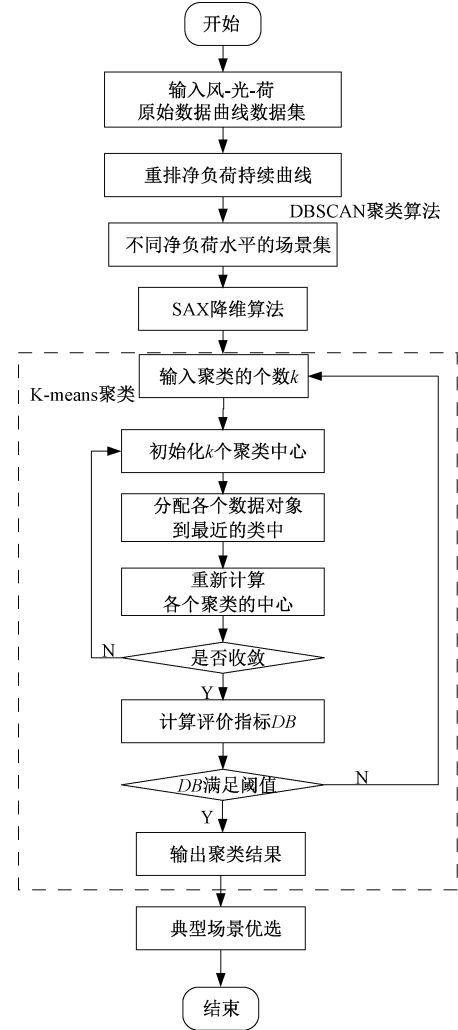 开始
输入风-光-荷
原始数据曲线数据集
重排净负荷持续曲线
DBSCAN聚类算法
不同净负荷水平的场景集
SAX降维算法
输入聚类的个数k
K-means聚类
初始化k个聚类中心
分配各个数据对象
到最近的类中
重新计算
各个聚类的中心
N
是否收敛
Y
计算评价指标DB
DB满足阈值
N
Y
输出聚类结果
典型场景优选
结束